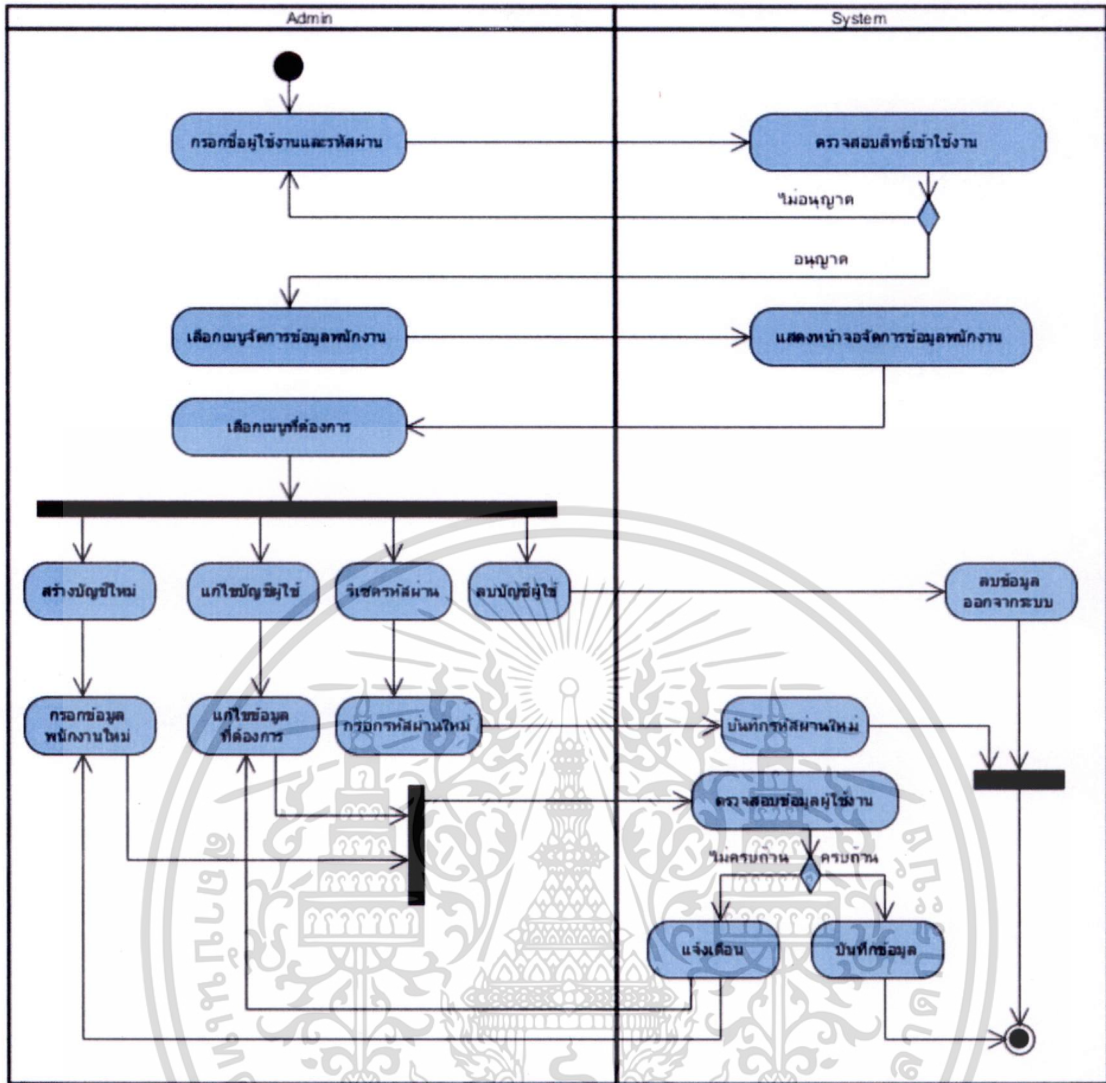 Admin
System
กรอกชื่อผู้ใช้งานและรหัสผ่าน
ตรวจสอบสิทธิ์เข้าใช้งาน
ไม่อนุญาต
อนุญาต
เลือกเมนูจัดการข้อมูลพนักงาน
แสดงหน้าจอจัดการข้อมูลพนักงาน
เลือกเมนูที่ต้องการ
สร้างบัญชีใหม่
แก้ไขบัญชีผู้ใช้
รีเซตรหัสผ่าน
ลบบัญชีผู้ใช้
ลบข้อมูล
ออกจากระบบ
กรอกข้อมูล
พนักงานใหม่
แก้ไขข้อมูล
ที่ต้องการ
กรอกรหัสผ่านใหม่
บันทึกรหัสผ่านใหม่
ตรวจสอบข้อมูลผู้ใช้งาน
ไม่ครบถ้วน
ครบถ้วน
แจ้งเตือน
บันทึกข้อมูล